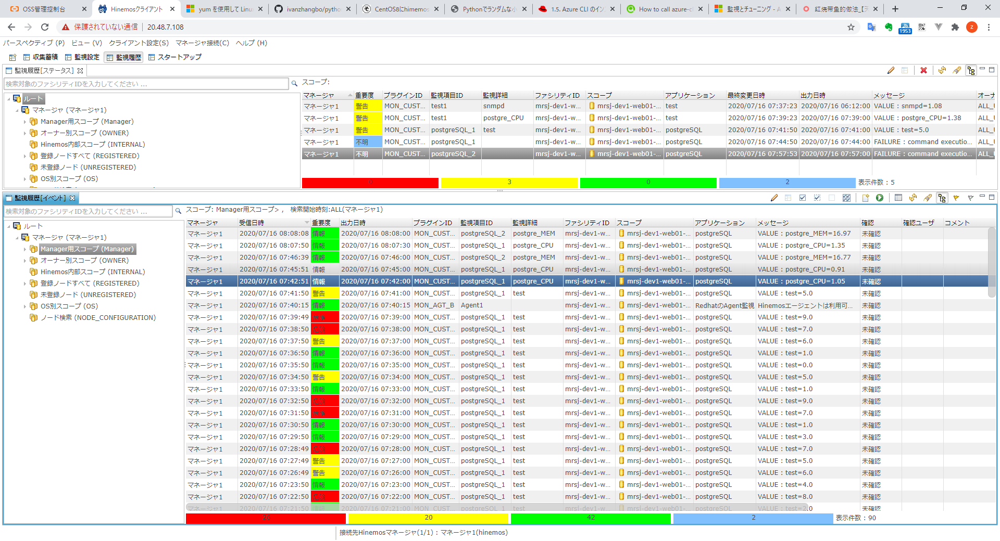 OSS管理控制台
Hinemosクライアント
yum を使用して Linu
ivanzhangbo/pytho
CentOS8にhimemos
Pythonでランダムな小
1.5. Azure CLI のイン
How to call azure-cl
監視とチューニング - A
红烧带鱼的做法_【天
保護されていない通信
20.48.7.108
1953
Z
パースペクティブ (P) ビュー (V) クライアント設定(S) マネージャ接続(C) ヘルプ (H)
収集蓄積 監視設定 監視履歴 スタートアップ
監視履歴[ステータス]
検索対象のファシリティIDを入力してください ...
スコープ:
ルート
マネージャ (マネージャ1)
Manager用スコープ (Manager)
オーナー別スコープ (OWNER)
Hinemos内部スコープ (INTERNAL)
登録ノードすべて (REGISTERED)
未登録ノード (UNREGISTERED)
OS別スコープ (OS)
マネージャ 重要度 プラグインID 監視項目ID 監視詳細 ファシリティID スコープ アプリケーション 最終変更日時 出力日時 メッセージ オーナ
マネージャ1 警告 MON_CUST... test1 snmpd mrsj-dev1-w... mrsj-dev1-web01-... test 2020/07/16 07:37:23 2020/07/16 06:12:00 VALUE : snmpd=1.08 ALL_U
マネージャ1 警告 MON_CUST... test1 postgre_CPU mrsj-dev1-w... mrsj-dev1-web01-... test 2020/07/16 07:39:23 2020/07/16 07:39:00 VALUE : postgre_CPU=1.38 ALL_U
マネージャ1 警告 MON_CUST... postgreSQL_1 test mrsj-dev1-w... mrsj-dev1-web01-... postgreSQL 2020/07/16 07:41:50 2020/07/16 07:41:00 VALUE : test=5.0 ALL_U
マネージャ1 不明 MON_CUST... postgreSQL_1 mrsj-dev1-w... mrsj-dev1-web01-... postgreSQL 2020/07/16 07:44:50 2020/07/16 07:44:00 FAILURE : command executio... ALL_U
マネージャ1 不明 MON_CUST... postgreSQL_2 mrsj-dev1-w... mrsj-dev1-web01-... postgreSQL 2020/07/16 07:57:53 2020/07/16 07:57:00 FAILURE : command executio... ALL_U
0 3 0 2 表示件数 : 5
監視履歴[イベント]
検索対象のファシリティIDを入力してください ...
スコープ: Manager用スコープ> , 検索開始時刻:ALL(マネージャ1)
ルート
マネージャ (マネージャ1)
Manager用スコープ (Manager)
オーナー別スコープ (OWNER)
Hinemos内部スコープ (INTERNAL)
登録ノードすべて (REGISTERED)
未登録ノード (UNREGISTERED)
OS別スコープ (OS)
ノード検索 (NODE_CONFIGURATION)
マネージャ 受信日時 重要度 出力日時 プラグインID 監視項目ID 監視詳細 ファシリティID スコープ アプリケーション メッセージ 確認 確認ユーザ コメント
マネージャ1 2020/07/16 08:08:08 情報 2020/07/16 08:08:00 MON_CUST... postgreSQL_2 postgre_MEM mrsj-dev1-w... mrsj-dev1-web01-... postgreSQL VALUE : postgre_MEM=16.97 未確認
マネージャ1 2020/07/16 08:07:50 情報 2020/07/16 08:07:30 MON_CUST... postgreSQL_1 postgre_CPU mrsj-dev1-w... mrsj-dev1-web01-... postgreSQL VALUE : postgre_CPU=1.35 未確認
マネージャ1 2020/07/16 07:46:39 情報 2020/07/16 07:46:00 MON_CUST... postgreSQL_2 postgre_MEM mrsj-dev1-w... mrsj-dev1-web01-... postgreSQL VALUE : postgre_MEM=16.77 未確認
マネージャ1 2020/07/16 07:45:51 情報 2020/07/16 07:45:00 MON_CUST... postgreSQL_1 postgre_CPU mrsj-dev1-w... mrsj-dev1-web01-... postgreSQL VALUE : postgre_CPU=0.91 未確認
マネージャ1 2020/07/16 07:42:51 情報 2020/07/16 07:42:00 MON_CUST... postgreSQL_1 postgre_CPU mrsj-dev1-w... mrsj-dev1-web01-... postgreSQL VALUE : postgre_CPU=1.05 未確認
マネージャ1 2020/07/16 07:41:50 警告 2020/07/16 07:41:00 MON_CUST... postgreSQL_1 test mrsj-dev1-w... mrsj-dev1-web01-... postgreSQL VALUE : test=5.0 未確認
マネージャ1 2020/07/16 07:40:15 情報 2020/07/16 07:40:15 MON_AGT_B Agent1 mrsj-dev1-w... mrsj-dev1-web01-... RedhatのAgent監視 Hinemosエージェントは利用可... 未確認
マネージャ1 2020/07/16 07:39:49 危険 2020/07/16 07:39:00 MON_CUST... postgreSQL_1 test mrsj-dev1-w... mrsj-dev1-web01-... postgreSQL VALUE : test=9.0 未確認
マネージャ1 2020/07/16 07:38:50 危険 2020/07/16 07:38:00 MON_CUST... postgreSQL_1 test mrsj-dev1-w... mrsj-dev1-web01-... postgreSQL VALUE : test=7.0 未確認
マネージャ1 2020/07/16 07:37:50 警告 2020/07/16 07:37:00 MON_CUST... postgreSQL_1 test mrsj-dev1-w... mrsj-dev1-web01-... postgreSQL VALUE : test=6.0 未確認
マネージャ1 2020/07/16 07:36:50 情報 2020/07/16 07:36:00 MON_CUST... postgreSQL_1 test mrsj-dev1-w... mrsj-dev1-web01-... postgreSQL VALUE : test=1.0 未確認
マネージャ1 2020/07/16 07:35:50 情報 2020/07/16 07:35:00 MON_CUST... postgreSQL_1 test mrsj-dev1-w... mrsj-dev1-web01-... postgreSQL VALUE : test=0.0 未確認
マネージャ1 2020/07/16 07:34:50 警告 2020/07/16 07:34:00 MON_CUST... postgreSQL_1 test mrsj-dev1-w... mrsj-dev1-web01-... postgreSQL VALUE : test=5.0 未確認
マネージャ1 2020/07/16 07:33:50 情報 2020/07/16 07:33:00 MON_CUST... postgreSQL_1 test mrsj-dev1-w... mrsj-dev1-web01-... postgreSQL VALUE : test=1.0 未確認
マネージャ1 2020/07/16 07:32:50 危険 2020/07/16 07:32:00 MON_CUST... postgreSQL_1 test mrsj-dev1-w... mrsj-dev1-web01-... postgreSQL VALUE : test=9.0 未確認
マネージャ1 2020/07/16 07:31:50 危険 2020/07/16 07:31:00 MON_CUST... postgreSQL_1 test mrsj-dev1-w... mrsj-dev1-web01-... postgreSQL VALUE : test=7.0 未確認
マネージャ1 2020/07/16 07:30:50 情報 2020/07/16 07:30:00 MON_CUST... postgreSQL_1 test mrsj-dev1-w... mrsj-dev1-web01-... postgreSQL VALUE : test=1.0 未確認
マネージャ1 2020/07/16 07:29:50 情報 2020/07/16 07:29:00 MON_CUST... postgreSQL_1 test mrsj-dev1-w... mrsj-dev1-web01-... postgreSQL VALUE : test=3.0 未確認
マネージャ1 2020/07/16 07:28:49 危険 2020/07/16 07:28:00 MON_CUST... postgreSQL_1 test mrsj-dev1-w... mrsj-dev1-web01-... postgreSQL VALUE : test=7.0 未確認
マネージャ1 2020/07/16 07:27:49 警告 2020/07/16 07:27:00 MON_CUST... postgreSQL_1 test mrsj-dev1-w... mrsj-dev1-web01-... postgreSQL VALUE : test=5.0 未確認
マネージャ1 2020/07/16 07:26:49 警告 2020/07/16 07:26:00 MON_CUST... postgreSQL_1 test mrsj-dev1-w... mrsj-dev1-web01-... postgreSQL VALUE : test=6.0 未確認
マネージャ1 2020/07/16 07:23:50 情報 2020/07/16 07:23:00 MON_CUST... postgreSQL_1 test mrsj-dev1-w... mrsj-dev1-web01-... postgreSQL VALUE : test=4.0 未確認
マネージャ1 2020/07/16 07:22:50 危険 2020/07/16 07:22:00 MON_CUST... postgreSQL_1 test mrsj-dev1-w... mrsj-dev1-web01-... postgreSQL VALUE : test=8.0 未確認
マネージャ1 2020/07/16 07:21:50 情報 2020/07/16 07:21:00 MON_CUST... postgreSQL_1 test mrsj-dev1-w... mrsj-dev1-web01-... postgreSQL VALUE : test=2.0 未確認
26 20 42 2 表示件数 : 90
接続先Hinemosマネージャ(1/1) : マネージャ1(hinemos)